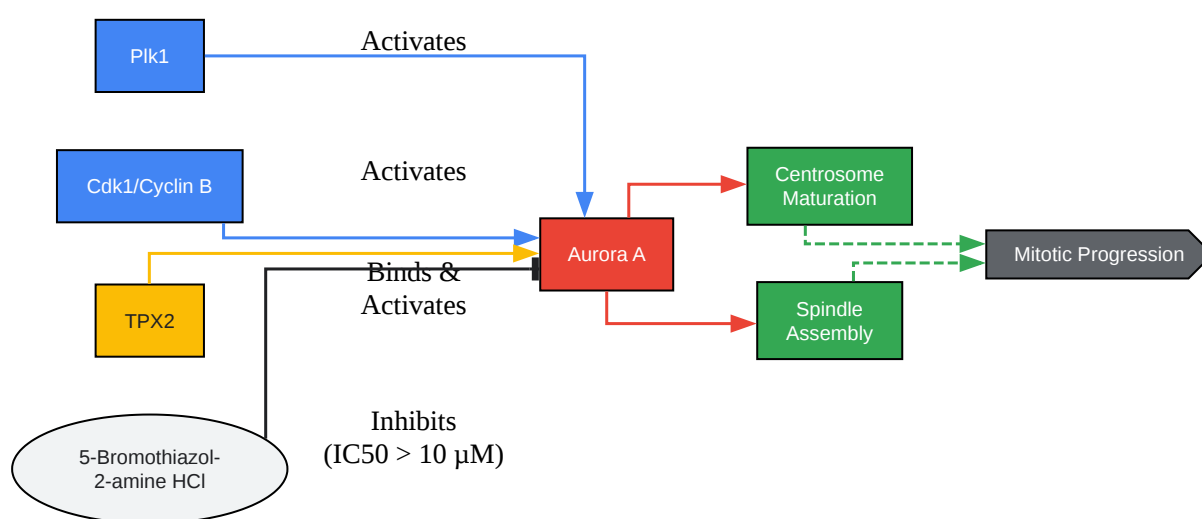 Plk1
Activates
Cdk1/Cyclin B
Activates
TPX2
Binds &
Activates
5-Bromothiazol-
2-amine HCl
Inhibits
(IC50 > 10 µM)
Aurora A
Centrosome
Maturation
Spindle
Assembly
Mitotic Progression